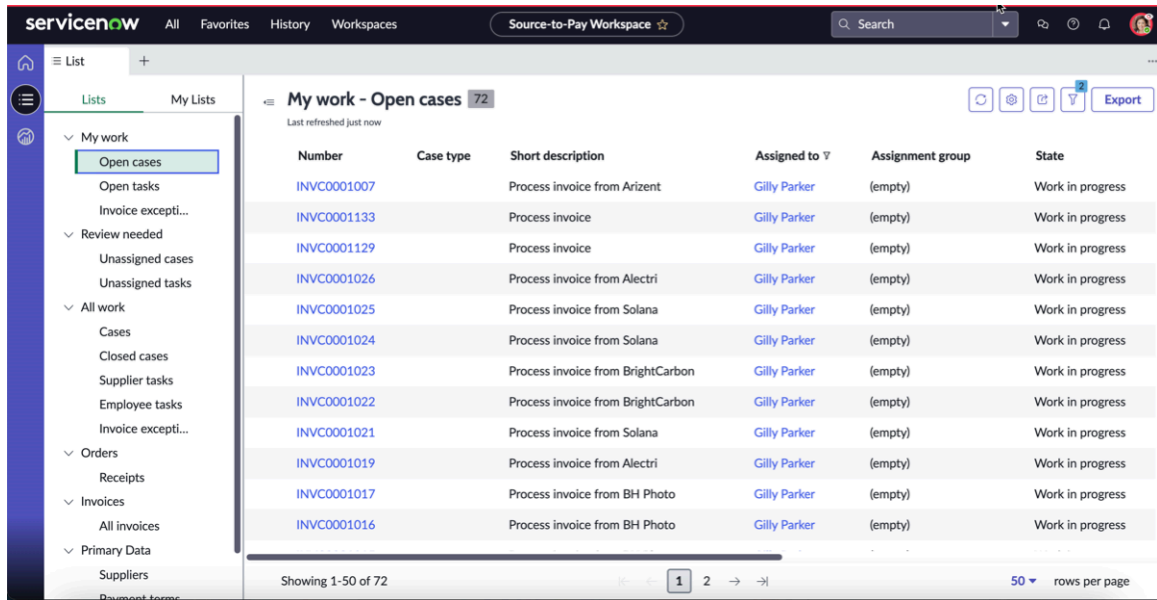 servicenow All Favorites History Workspaces Source-to-Pay Workspace Search
List
Lists My Lists
My work
Open cases
Open tasks
Invoice excepti...
Review needed
Unassigned cases
Unassigned tasks
All work
Cases
Closed cases
Supplier tasks
Employee tasks
Invoice excepti...
Orders
Receipts
Invoices
All invoices
Primary Data
Suppliers
Payment terms
My work - Open cases 72
Last refreshed just now
2
Export
Number Case type Short description Assigned to Assignment group State
INVC0001007 Process invoice from Arizent Gilly Parker (empty) Work in progress
INVC0001133 Process invoice Gilly Parker (empty) Work in progress
INVC0001129 Process invoice Gilly Parker (empty) Work in progress
INVC0001026 Process invoice from Alectri Gilly Parker (empty) Work in progress
INVC0001025 Process invoice from Solana Gilly Parker (empty) Work in progress
INVC0001024 Process invoice from Solana Gilly Parker (empty) Work in progress
INVC0001023 Process invoice from BrightCarbon Gilly Parker (empty) Work in progress
INVC0001022 Process invoice from BrightCarbon Gilly Parker (empty) Work in progress
INVC0001021 Process invoice from Solana Gilly Parker (empty) Work in progress
INVC0001019 Process invoice from Alectri Gilly Parker (empty) Work in progress
INVC0001017 Process invoice from BH Photo Gilly Parker (empty) Work in progress
INVC0001016 Process invoice from BH Photo Gilly Parker (empty) Work in progress
Showing 1-50 of 72 1 2 50 rows per page